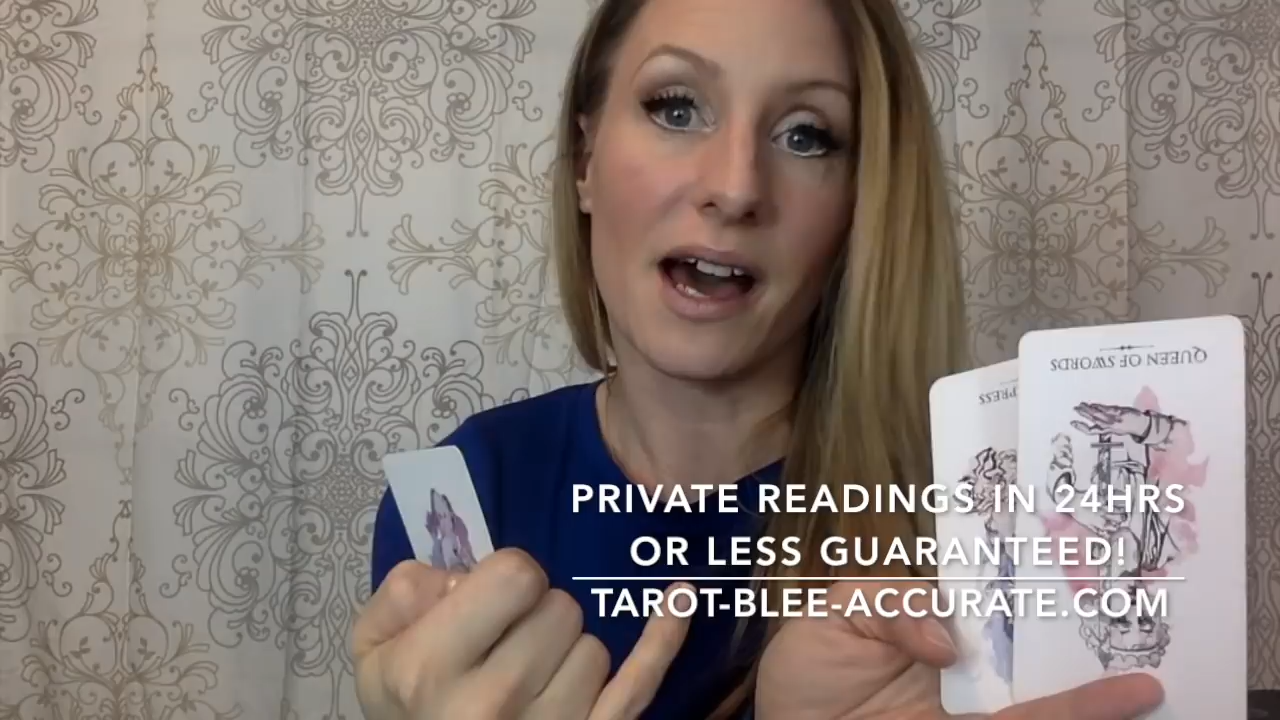 QUEEN OF SWORDS
PRIVATE READINGS IN 24HRS
OR LESS GUARANTEED!
TAROT-BLEE-ACCURATE.COM